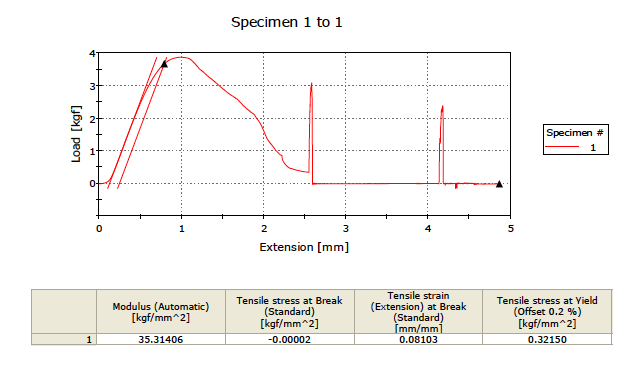 Specimen 1 to 1
4
3
2
1
0
Load [kgf]
0 1 2 3 4 5
Extension [mm]
Specimen #
1
Modulus (Automatic)
[kgf/mm^2]
Tensile stress at Break
(Standard)
[kgf/mm^2]
Tensile strain
(Extension) at Break
(Standard)
[mm/mm]
Tensile stress at Yield
(Offset 0.2 %)
[kgf/mm^2]
1 35.31406 -0.00002 0.08103 0.32150